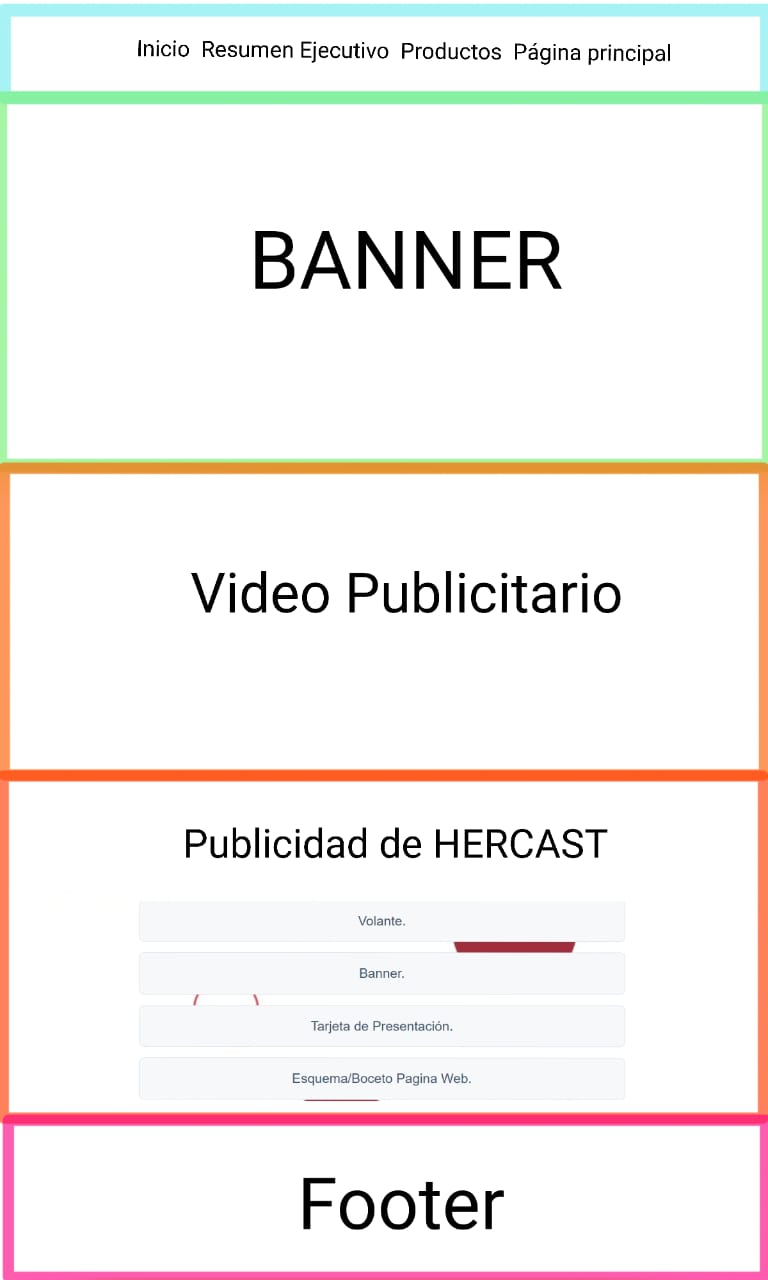 Inicio Resumen Ejecutivo Productos Página principal
BANNER
Video Publicitario
Publicidad de HERCAST
Volante.
Banner.
Tarjeta de Presentación.
Esquema/Boceto Pagina Web.
Footer